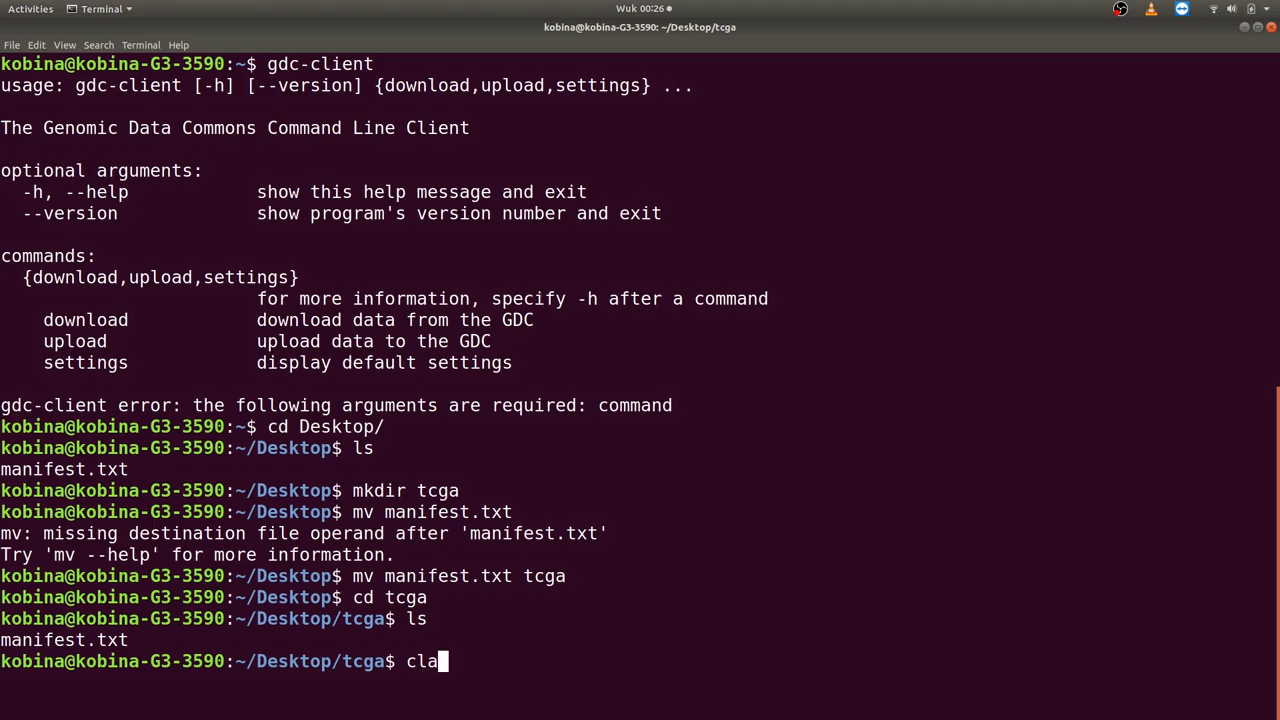 Activities Terminal Wuk 00:26
kobina@kobina-G3-3590: ~/Desktop/tcga
File Edit View Search Terminal Help
kobina@kobina-G3-3590:~$ gdc-client
usage: gdc-client [-h] [--version] {download,upload,settings} ...
The Genomic Data Commons Command Line Client
optional arguments:
-h, --help show this help message and exit
--version show program's version number and exit
commands:
{download,upload,settings}
for more information, specify -h after a command
download download data from the GDC
upload upload data to the GDC
settings display default settings
gdc-client error: the following arguments are required: command
kobina@kobina-G3-3590:~$ cd Desktop/
kobina@kobina-G3-3590:~/Desktop$ ls
manifest.txt
kobina@kobina-G3-3590:~/Desktop$ mkdir tcga
kobina@kobina-G3-3590:~/Desktop$ mv manifest.txt
mv: missing destination file operand after 'manifest.txt'
Try 'mv --help' for more information.
kobina@kobina-G3-3590:~/Desktop$ mv manifest.txt tcga
kobina@kobina-G3-3590:~/Desktop$ cd tcga
kobina@kobina-G3-3590:~/Desktop/tcga$ ls
manifest.txt
kobina@kobina-G3-3590:~/Desktop/tcga$ cla